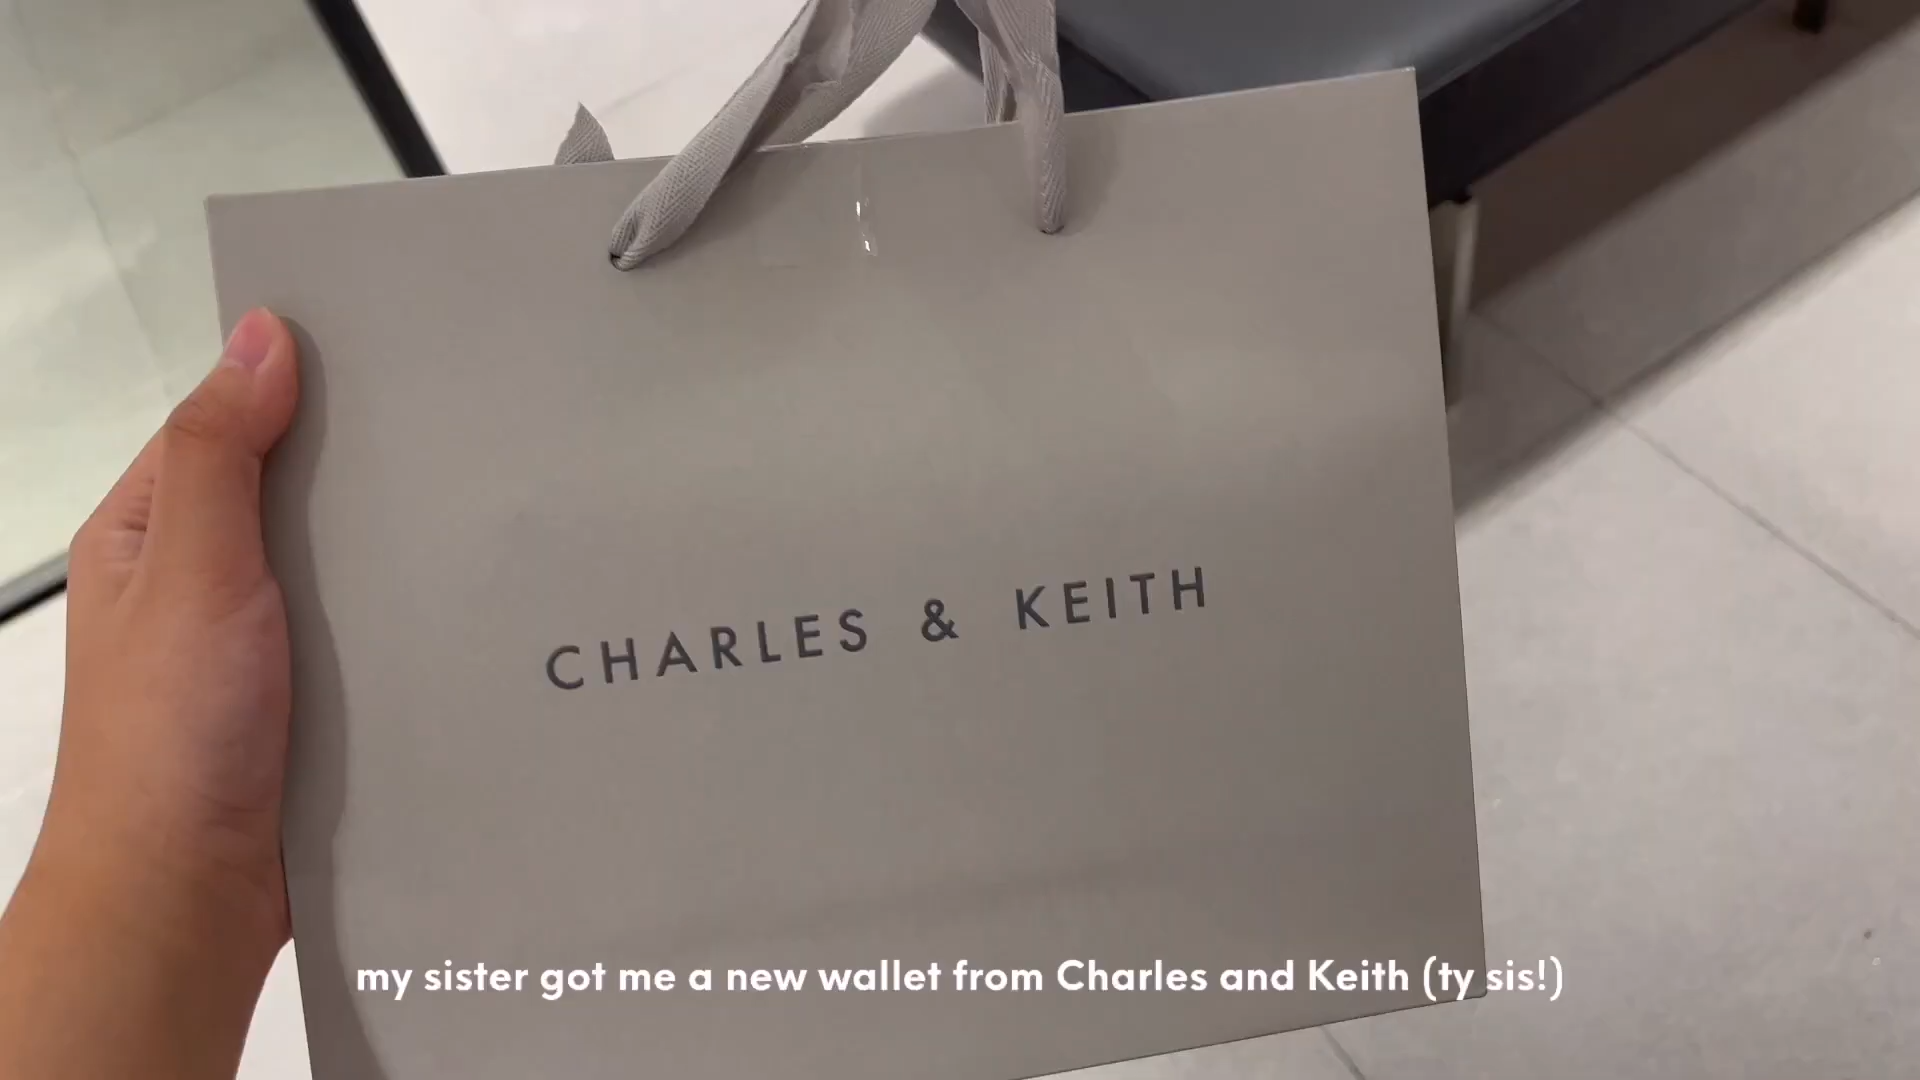 CHARLES & KEITH
my sister got me a new wallet from Charles and Keith (ty sis!)